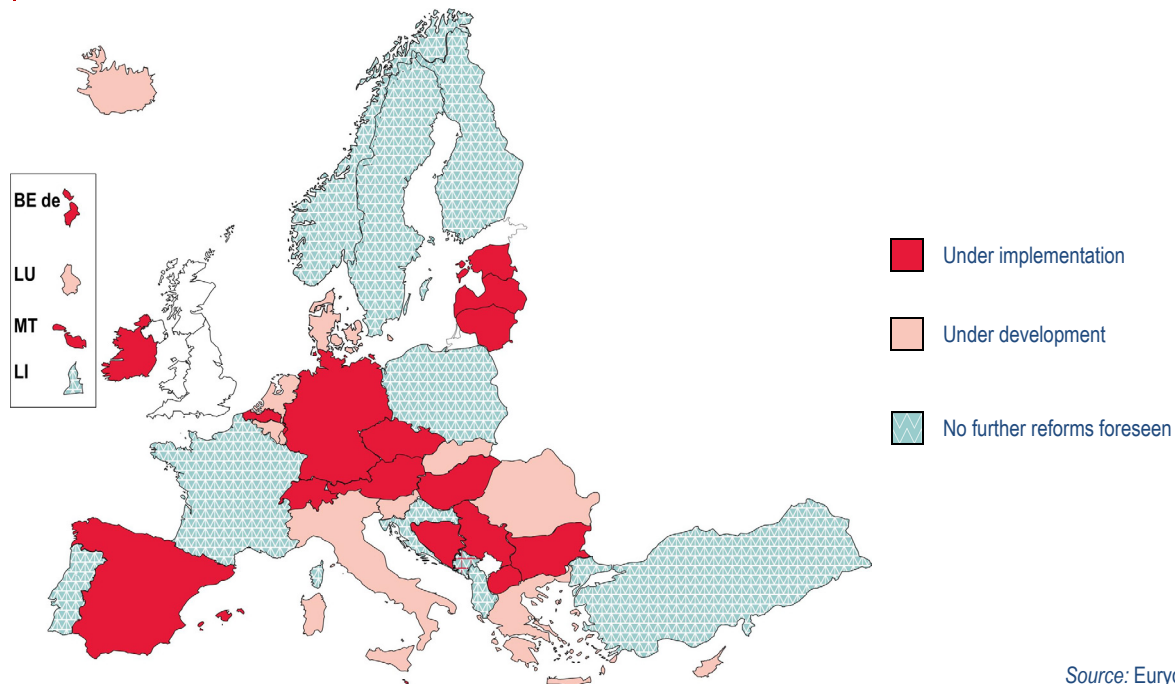 BE de
LU
MT
LI
Under implementation
Under development
No further reforms foreseen
Source: